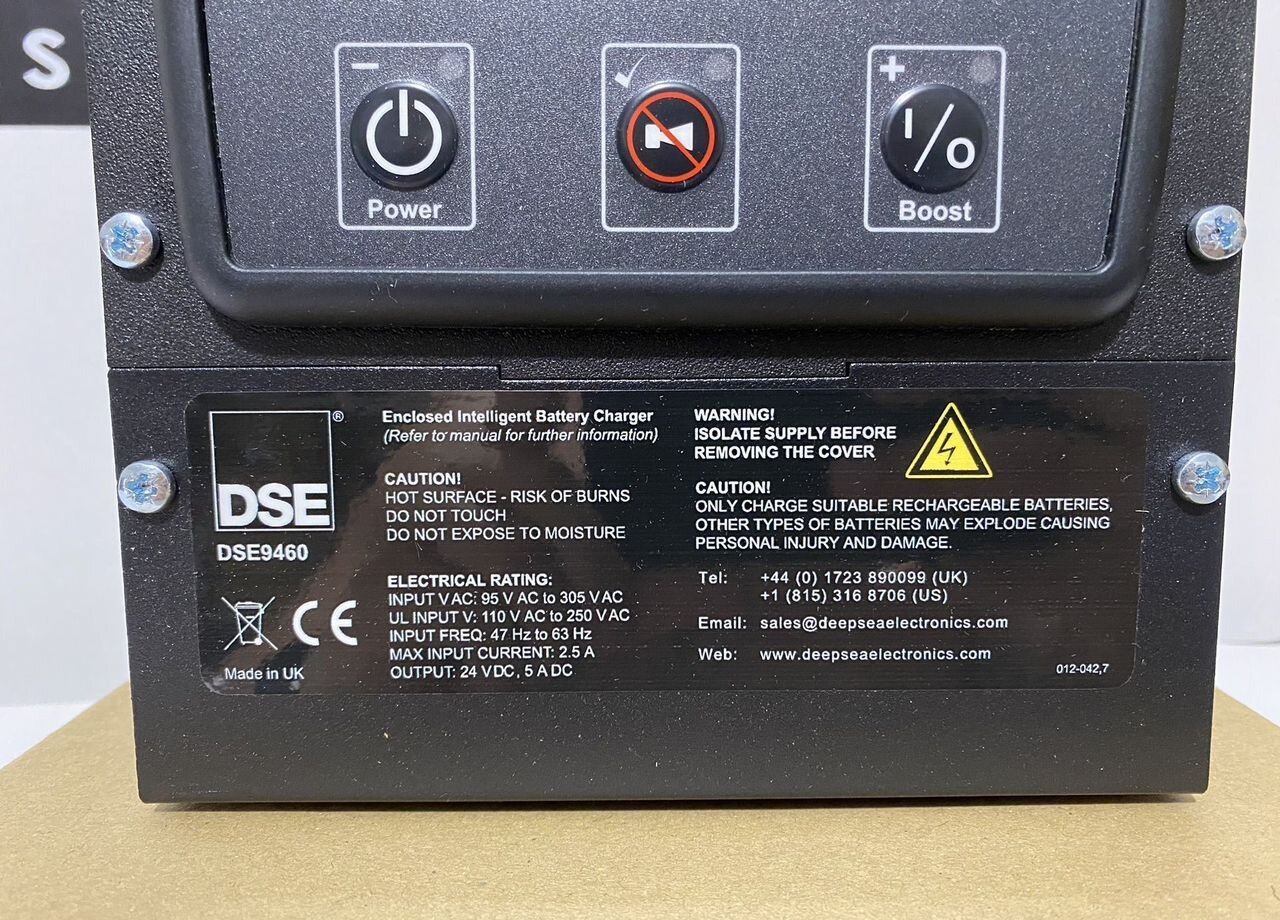 S
Power
Boost
I/O
DSE®
DSE9460
Made in UK
Enclosed Intelligent Battery Charger
(Refer to manual for further information)
CAUTION!
HOT SURFACE - RISK OF BURNS
DO NOT TOUCH
DO NOT EXPOSE TO MOISTURE
ELECTRICAL RATING:
INPUT V AC: 95 V AC to 305 V AC
UL INPUT V: 110 V AC to 250 V AC
INPUT FREQ: 47 Hz to 63 Hz
MAX INPUT CURRENT: 2.5 A
OUTPUT: 24 VDC, 5 A DC
WARNING!
ISOLATE SUPPLY BEFORE
REMOVING THE COVER
CAUTION!
ONLY CHARGE SUITABLE RECHARGEABLE BATTERIES,
OTHER TYPES OF BATTERIES MAY EXPLODE CAUSING
PERSONAL INJURY AND DAMAGE.
Tel: +44 (0) 1723 890099 (UK)
+1 (815) 316 8706 (US)
Email: sales@deepseaelectronics.com
Web: www.deepseaelectronics.com
012-042,7
CE